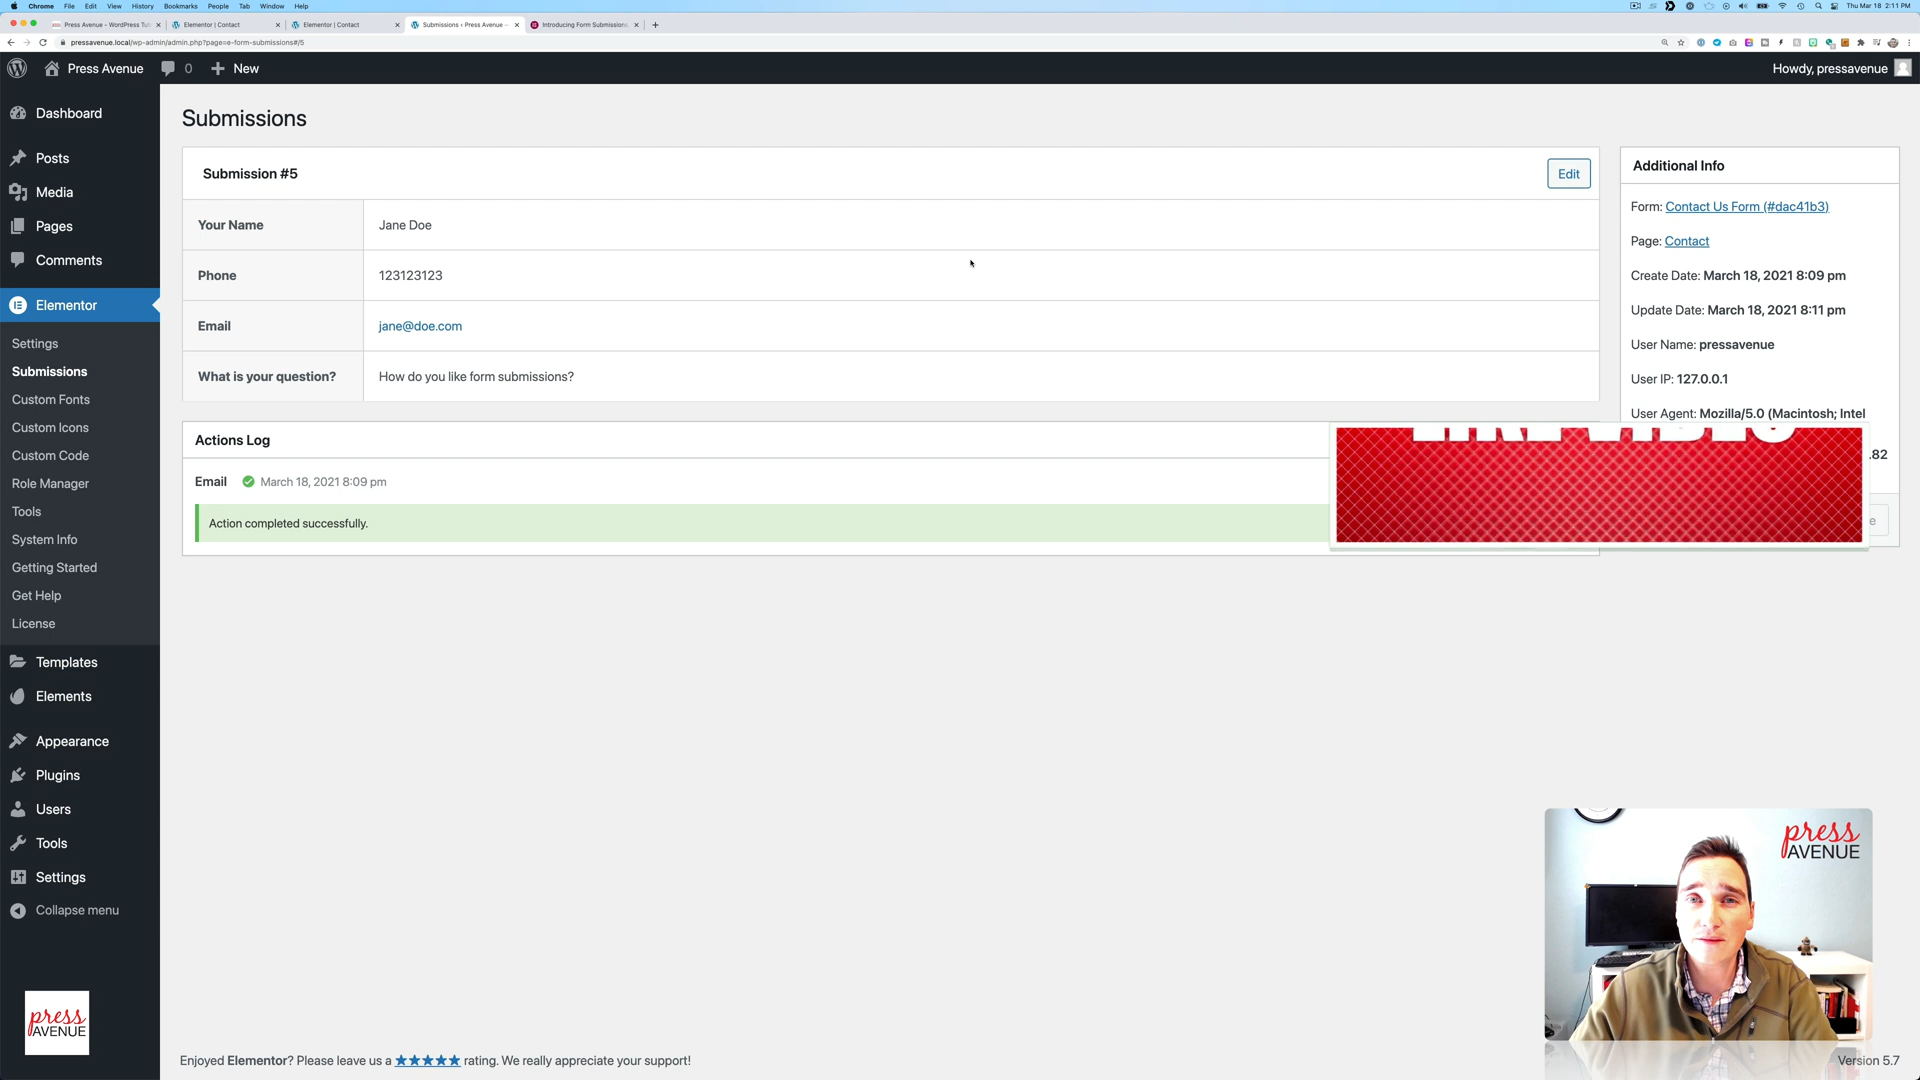 Chrome File Edit View History Bookmarks People Tab Window Help
Thu Mar 18 2:11 PM
Press Avenue – WordPress Tut
Elementor | Contact
Elementor | Contact
Submissions ‹ Press Avenue —
Introducing Form Submissions
pressavenue.local/wp-admin/admin.php?page=e-form-submissions#/5
Press Avenue
0
New
Howdy, pressavenue
Dashboard
Posts
Media
Pages
Comments
Elementor
Settings
Submissions
Custom Fonts
Custom Icons
Custom Code
Role Manager
Tools
System Info
Getting Started
Get Help
License
Templates
Elements
Appearance
Plugins
Users
Tools
Settings
Collapse menu
press
AVENUE
Submissions
Submission #5
Edit
Your Name
Jane Doe
Phone
123123123
Email
jane@doe.com
What is your question?
How do you like form submissions?
Actions Log
Email
March 18, 2021 8:09 pm
Action completed successfully.
Additional Info
Form: Contact Us Form (#dac41b3)
Page: Contact
Create Date: March 18, 2021 8:09 pm
Update Date: March 18, 2021 8:11 pm
User Name: pressavenue
User IP: 127.0.0.1
User Agent: Mozilla/5.0 (Macintosh; Intel
.82
e
press
AVENUE
Enjoyed Elementor? Please leave us a ★★★★★ rating. We really appreciate your support!
Version 5.7